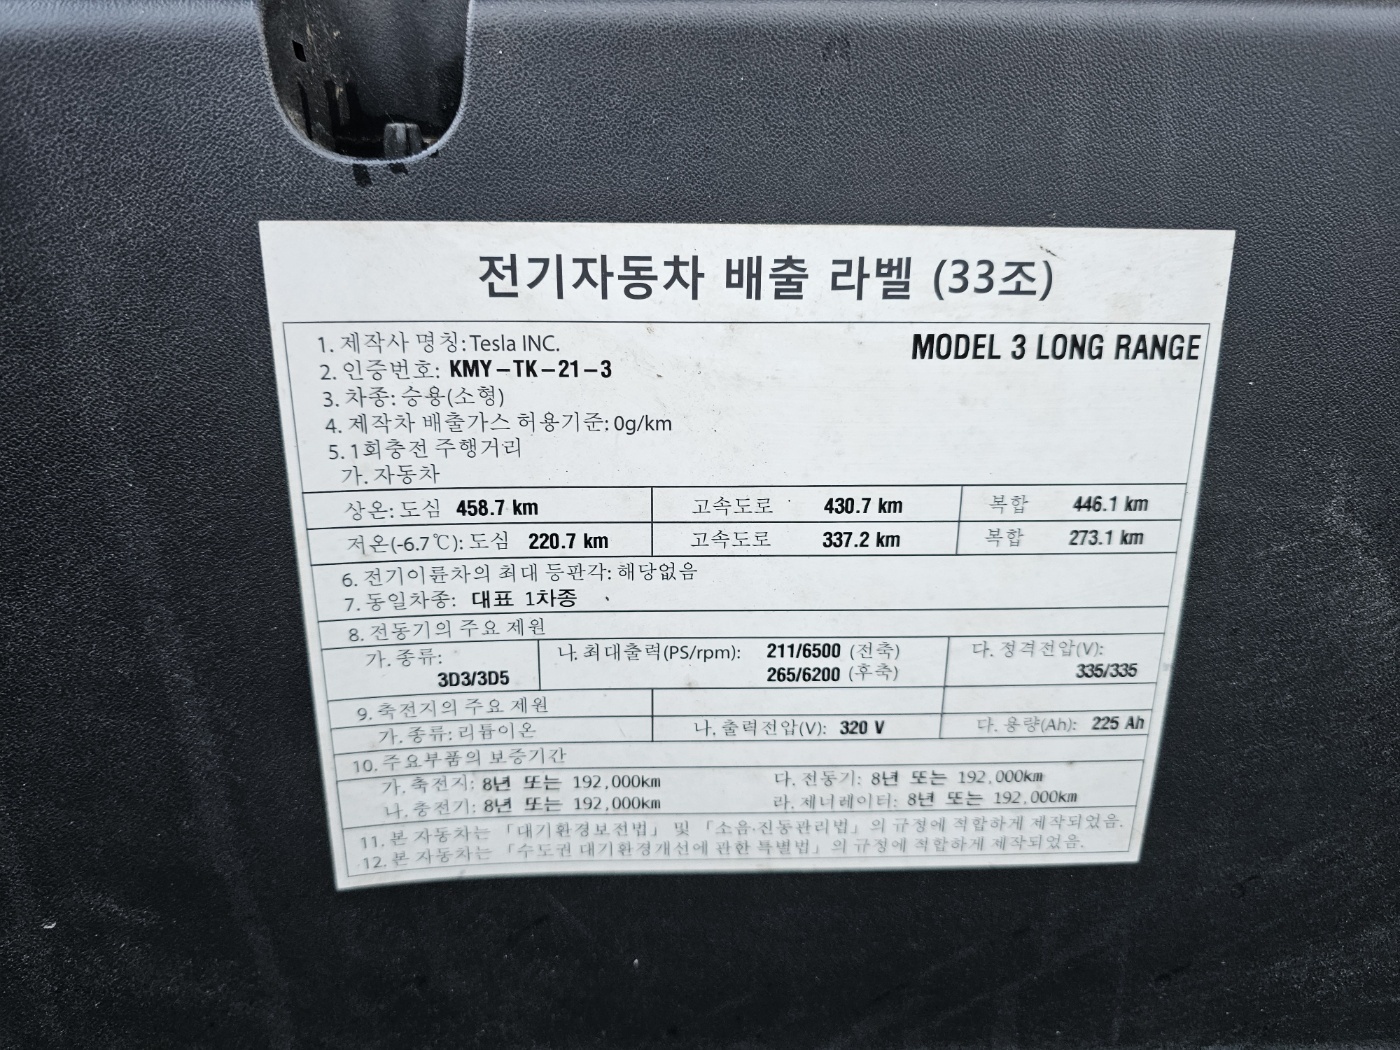 전기자동차 배출 라벨 (33조)
1. 제작사 명칭: Tesla INC.
MODEL 3 LONG RANGE
2. 인증번호: KMY-TK-21-3
3. 차종: 승용(소형)
4. 제작차 배출가스 허용기준: 0g/km
5. 1회충전 주행거리
가. 자동차
상온: 도심 458.7 km 고속도로 430.7 km 복합 446.1 km
저온(-6.7℃): 도심 220.7 km 고속도로 337.2 km 복합 273.1 km
6. 전기이륜차의 최대 등판각: 해당없음
7. 동일차종: 대표 1차종
8. 전동기의 주요 제원
가. 종류: 나. 최대출력(PS/rpm): 211/6500 (전축) 다. 정격전압(V):
3D3/3D5 265/6200 (후축) 335/335
9. 축전지의 주요 제원
가. 종류: 리튬이온 나. 출력전압(V): 320 V 다. 용량(Ah): 225 Ah
10. 주요부품의 보증기간
가. 축전지: 8년 또는 192,000km 다. 전동기: 8년 또는 192,000km
나. 충전기: 8년 또는 192,000km 라. 제너레이터: 8년 또는 192,000km
11. 본 자동차는 「대기환경보전법」 및 「소음·진동관리법」의 규정에 적합하게 제작되었음.
12. 본 자동차는 「수도권 대기환경개선에 관한 특별법」의 규정에 적합하게 제작되었음.